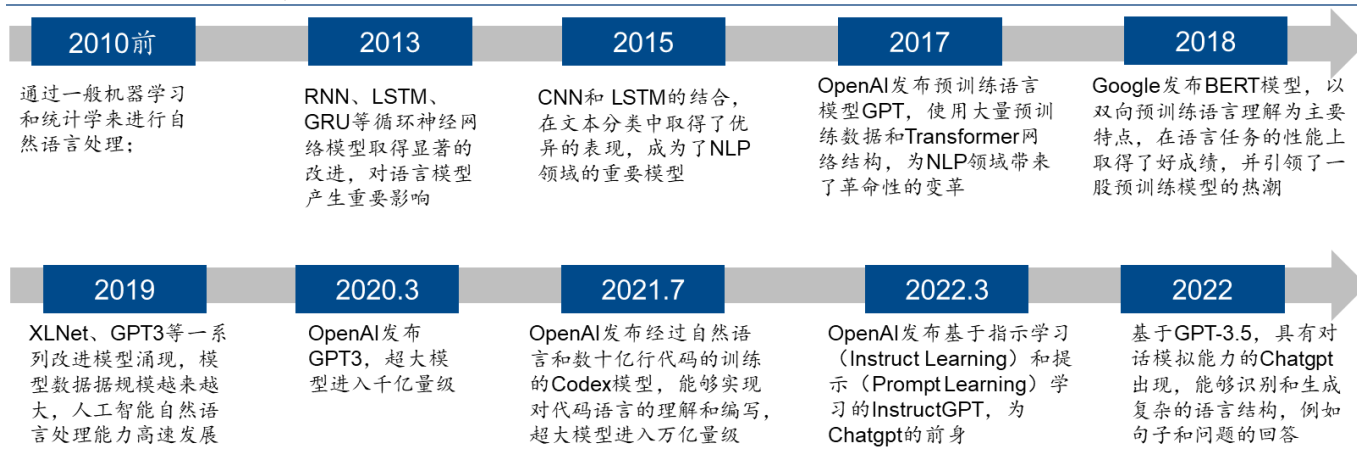 2010前
2013
2015
2017
2018
通过一般机器学习
和统计学来进行自
然语言处理；
RNN、LSTM、
GRU等循环神经网
络模型取得显著的
改进，对语言模型
产生重要影响
CNN和 LSTM的结合，
在文本分类中取得了优
异的表现，成为了NLP
领域的重要模型
OpenAI发布预训练语言
模型GPT，使用大量预训
练数据和Transformer网
络结构，为NLP领域带来
了革命性的变革
Google发布BERT模型，以
双向预训练语言理解为主要
特点，在语言任务的性能上
取得了好成绩，并引领了一
股预训练模型的热潮
2019
2020.3
2021.7
2022.3
2022
XLNet、GPT3等一系
列改进模型涌现，模
型数据据规模越来越
大，人工智能自然语
言处理能力高速发展
OpenAI发布
GPT3，超大模
型进入千亿量级
OpenAI发布经过自然语
言和数十亿行代码的训练
的Codex模型，能够实现
对代码语言的理解和编写，
超大模型进入万亿量级
OpenAI发布基于指示学习
（Instruct Learning）和提
示（Prompt Learning）学
习的InstructGPT，为
Chatgpt的前身
基于GPT-3.5，具有对
话模拟能力的Chatgpt
出现，能够识别和生成
复杂的语言结构，例如
句子和问题的回答